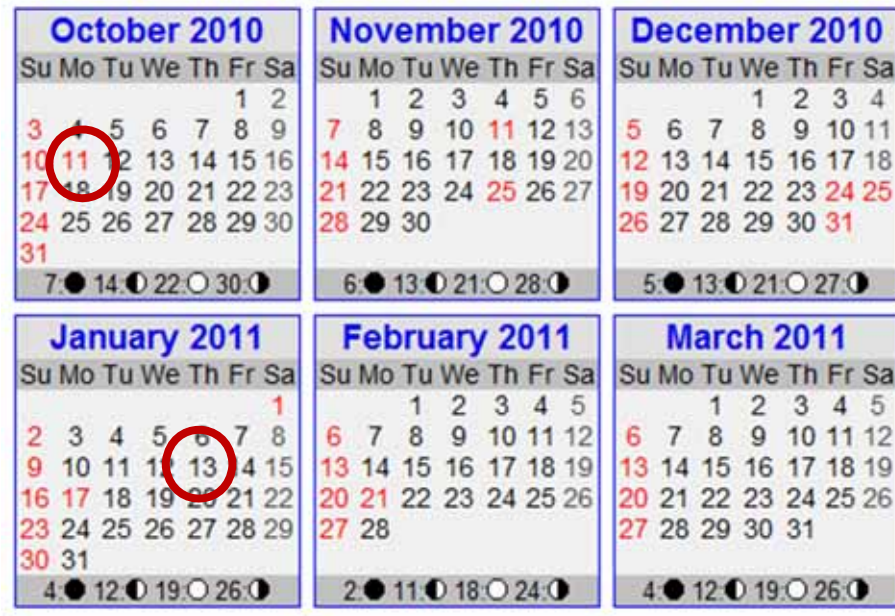 October 2010
Su Mo Tu We Th Fr Sa
1 2
3 4 5 6 7 8 9
10 11 12 13 14 15 16
17 18 19 20 21 22 23
24 25 26 27 28 29 30
31
7: 14: 22: 30:
November 2010
Su Mo Tu We Th Fr Sa
1 2 3 4 5 6
7 8 9 10 11 12 13
14 15 16 17 18 19 20
21 22 23 24 25 26 27
28 29 30
6: 13: 21: 28:
December 2010
Su Mo Tu We Th Fr Sa
1 2 3 4
5 6 7 8 9 10 11
12 13 14 15 16 17 18
19 20 21 22 23 24 25
26 27 28 29 30 31
5: 13: 21: 27:
January 2011
Su Mo Tu We Th Fr Sa
1
2 3 4 5 6 7 8
9 10 11 12 13 14 15
16 17 18 19 20 21 22
23 24 25 26 27 28 29
30 31
4: 12: 19: 26:
February 2011
Su Mo Tu We Th Fr Sa
1 2 3 4 5
6 7 8 9 10 11 12
13 14 15 16 17 18 19
20 21 22 23 24 25 26
27 28
2: 11: 18: 24:
March 2011
Su Mo Tu We Th Fr Sa
1 2 3 4 5
6 7 8 9 10 11 12
13 14 15 16 17 18 19
20 21 22 23 24 25 26
27 28 29 30 31
4: 12: 19: 26: